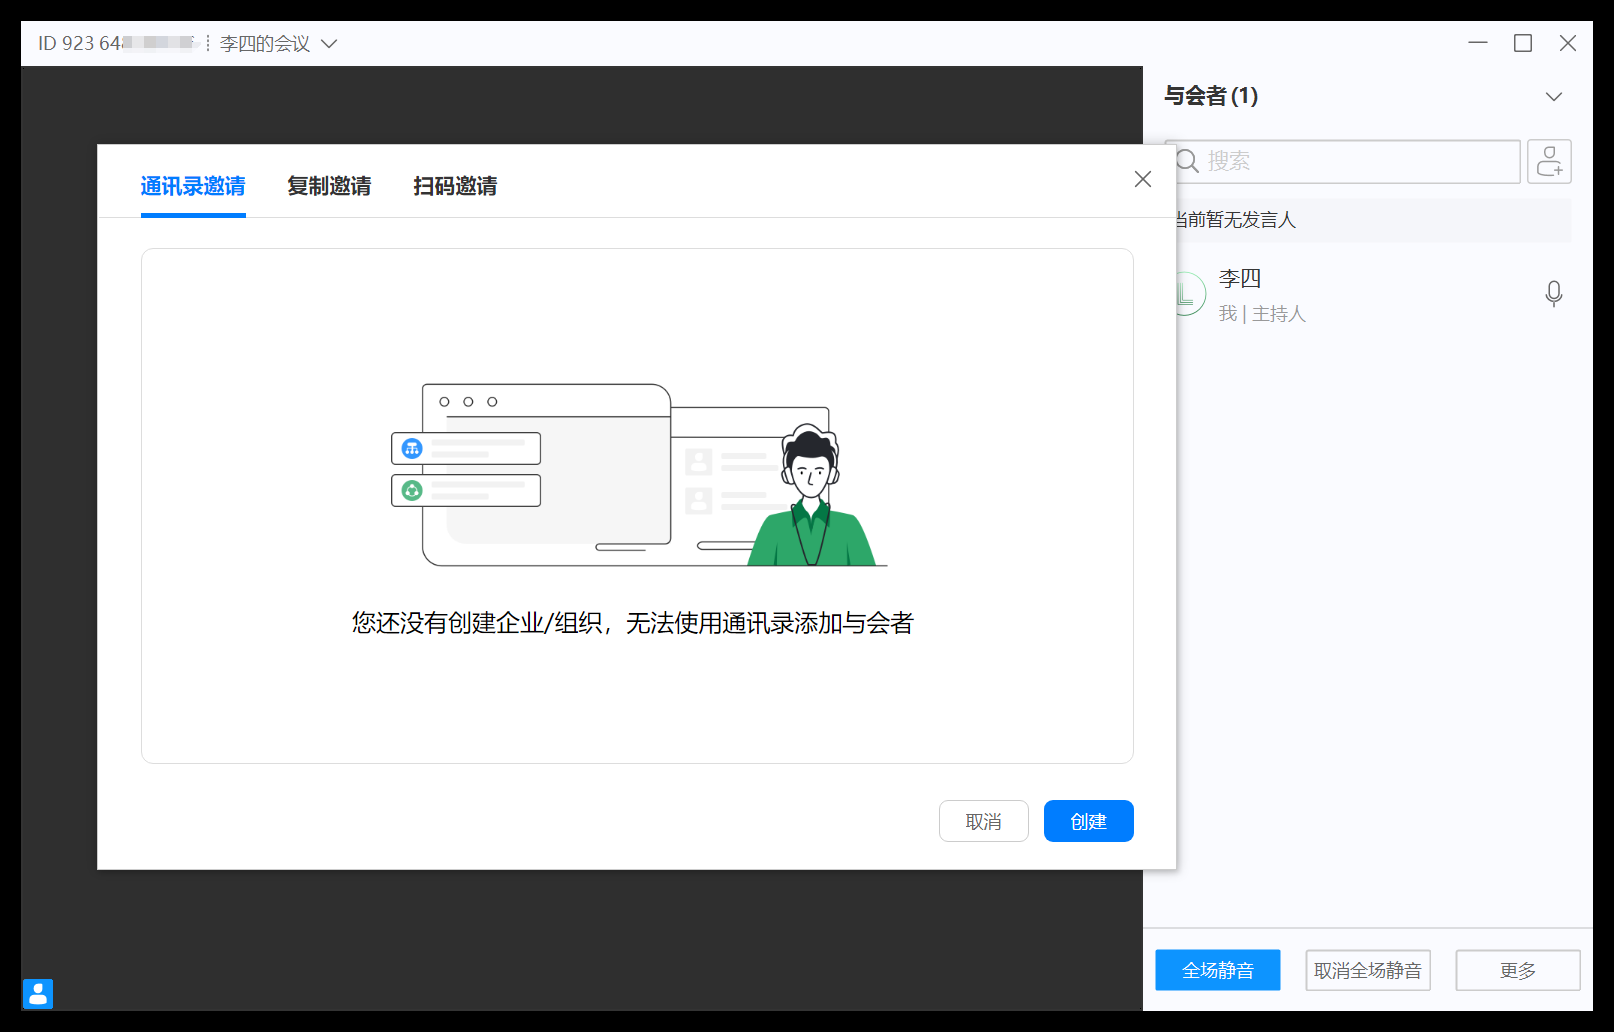 ID 923 64
李四的会议
与会者 (1)
搜索
当前暂无发言人
李四
我 | 主持人
通讯录邀请
复制邀请
扫码邀请
您还没有创建企业/组织，无法使用通讯录添加与会者
取消
创建
全场静音
取消全场静音
更多